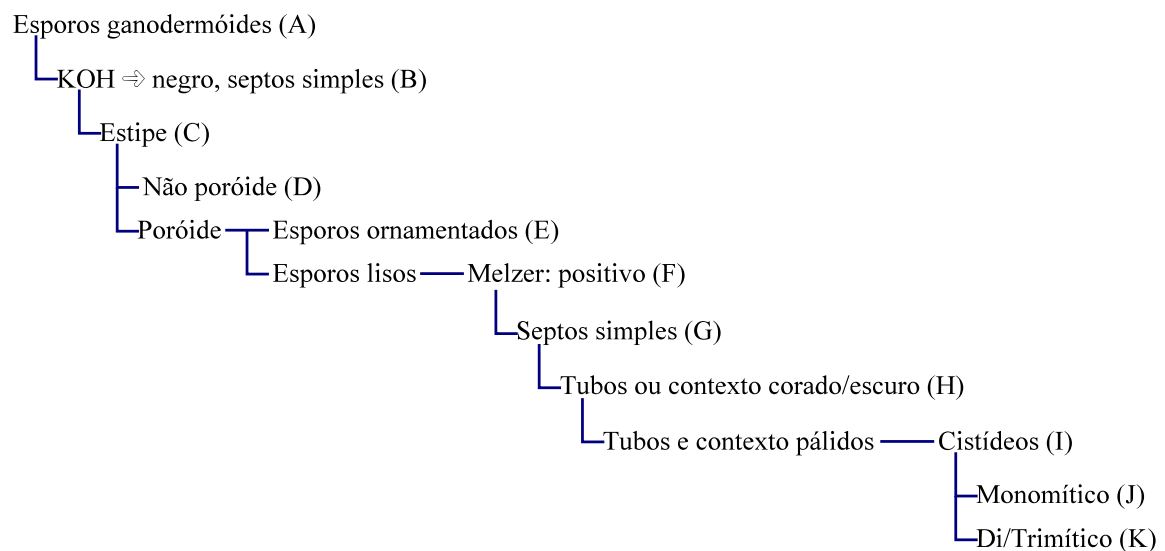 Esporos ganodermóides (A)
KOH ➾ negro, septos simples (B)
Estipe (C)
Não poróide (D)
Poróide Esporos ornamentados (E)
Esporos lisos Melzer: positivo (F)
Septos simples (G)
Tubos ou contexto corado/escuro (H)
Tubos e contexto pálidos Cistídeos (I)
Monomítico (J)
Di/Trimítico (K)